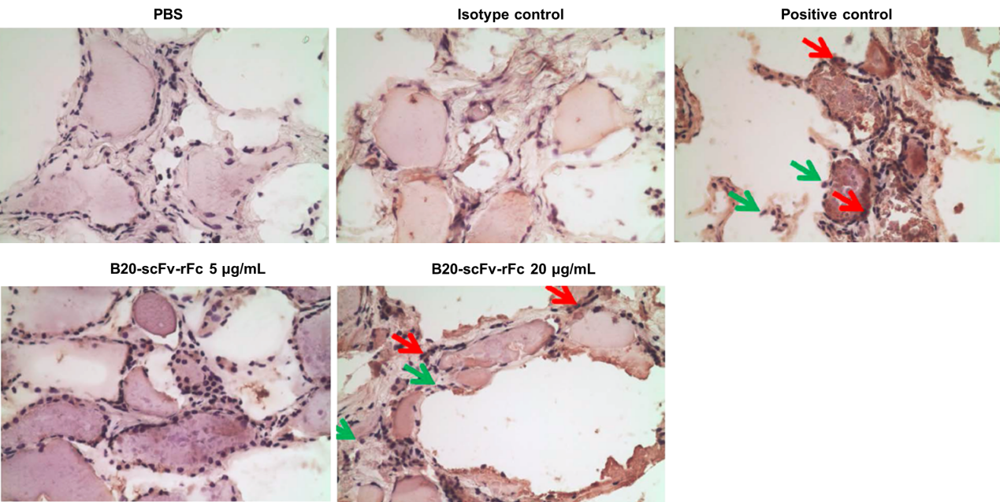 PBS
Isotype control
Positive control
B20-scFv-rFc 5 µg/mL
B20-scFv-rFc 20 µg/mL